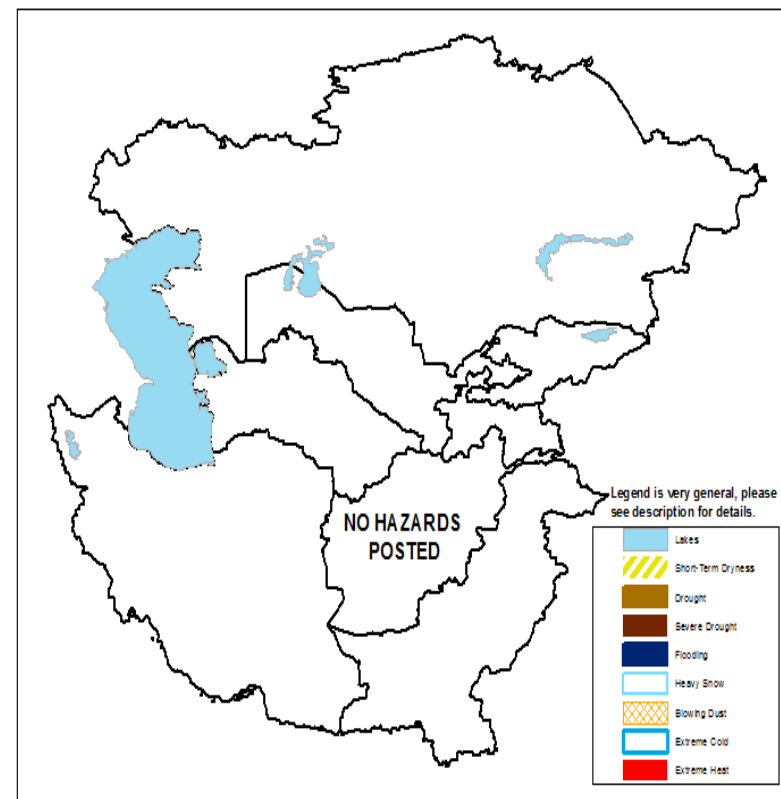 NO HAZARDS
POSTED
Legend is very general, please
see description for details.
Lakes
Short-Term Dryness
Drought
Severe Drought
Flooding
Heavy Snow
Blowing Dust
Extreme Cold
Extreme Heat